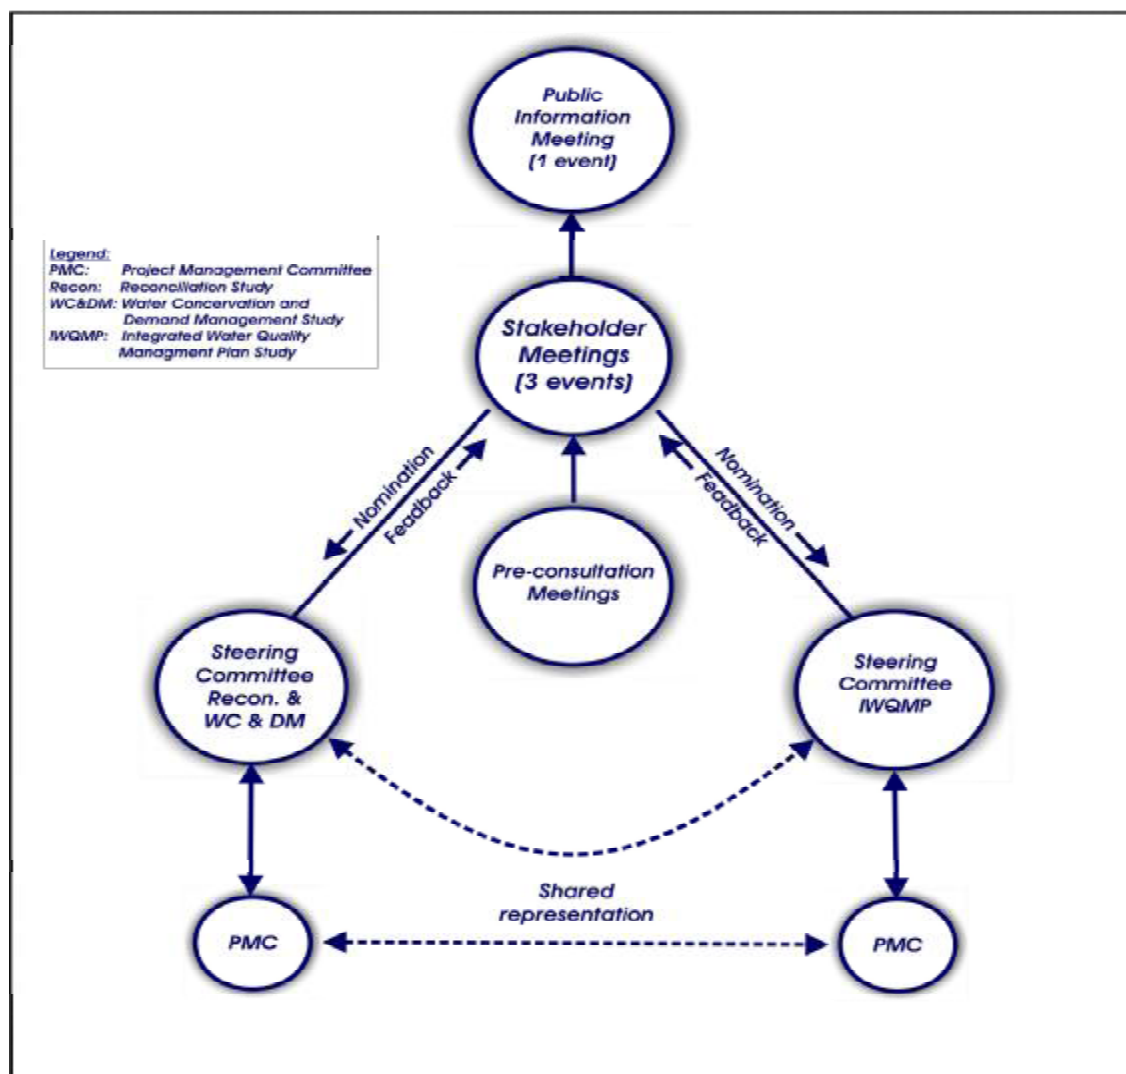 Public
Information
Meeting
(1 event)
Legend:
PMC: Project Management Committee
Recon: Reconciliation Study
WC&DM: Water Concervation and
Demand Management Study
IWQMP: Integrated Water Quality
Managment Plan Study
Stakeholder
Meetings
(3 events)
Nomination
Feadback
Nomination
Feadback
Pre-consultation
Meetings
Steering
Committee
Recon. &
WC & DM
Steering
Committee
IWQMP
Shared
representation
PMC
PMC